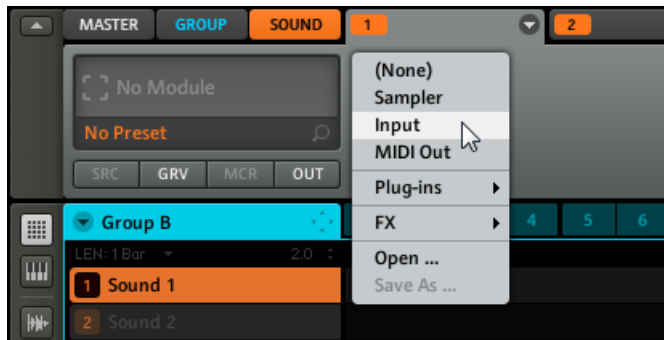 MASTER GROUP SOUND 1 2
No Module
No Preset
SRC GRV MCR OUT
(None)
Sampler
Input
MIDI Out
Plug-ins
FX
Open ...
Save As ...
Group B 4 5 6
LEN: 1 Bar 2.0
1 Sound 1
2 Sound 2